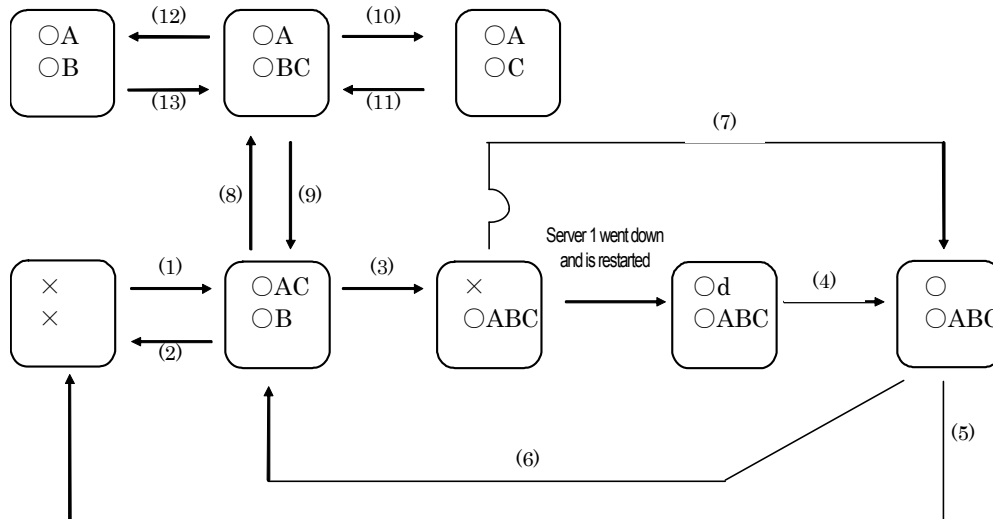 (12)
(10)
○A
○B
○A
○BC
○A
○C
(13)
(11)
(7)
(8)
(9)
Server 1 went down
and is restarted
(1)
(3)
(4)
×
×
○AC
○B
×
○ABC
○d
○ABC
○
○ABC
(2)
(6)
(5)